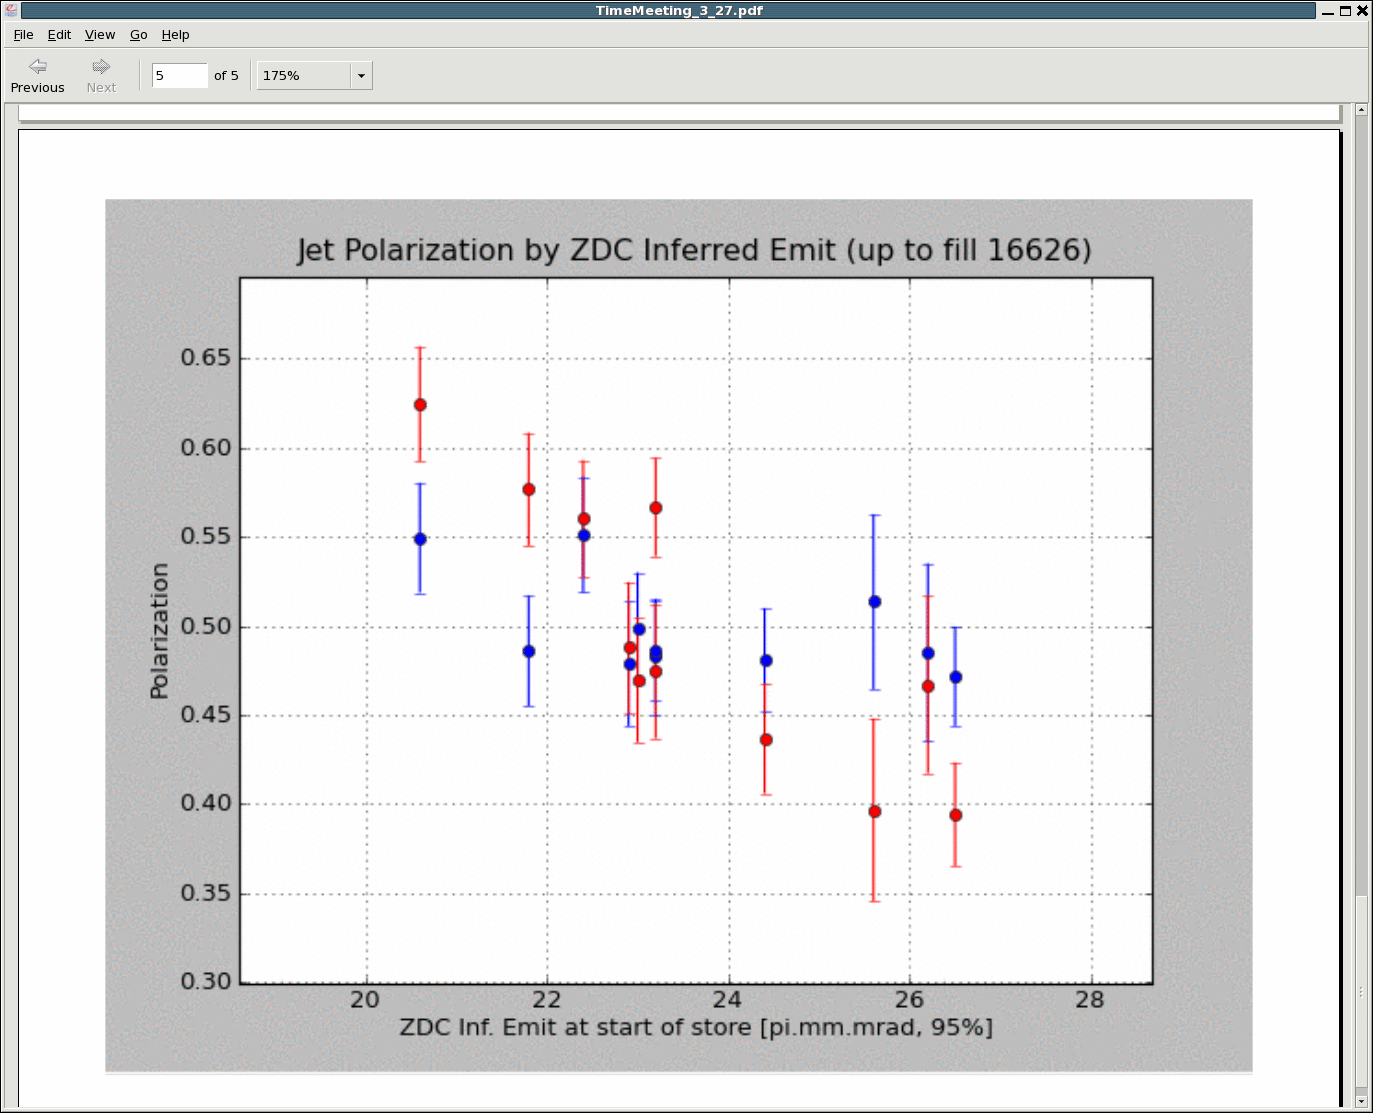 TimeMeeting_3_27.pdf
File Edit View Go Help
Previous Next 5 of 5 175%
Jet Polarization by ZDC Inferred Emit (up to fill 16626)
0.65
0.60
0.55
0.50
0.45
0.40
0.35
0.30
Polarization
20 22 24 26 28
ZDC Inf. Emit at start of store [pi.mm.mrad, 95%]